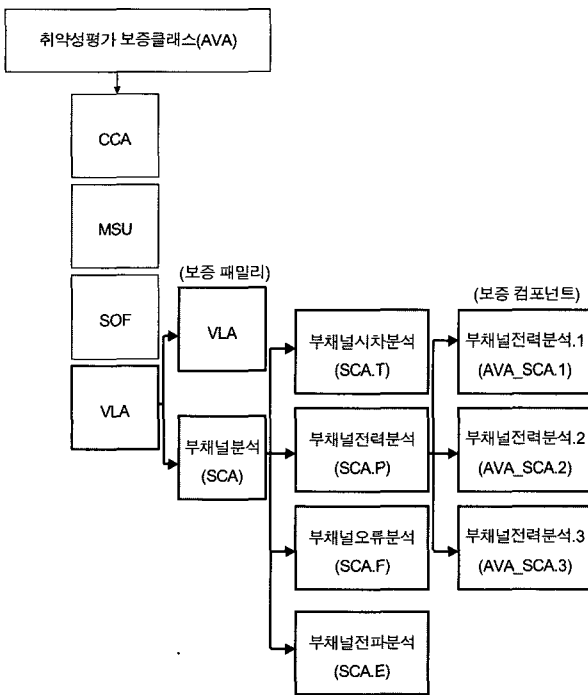 취약성평가 보증클래스(AVA)
CCA
MSU
SOF
VLA
(보증 패밀리)
VLA
부채널분석
(SCA)
부채널시차분석
(SCA.T)
부채널전력분석
(SCA.P)
부채널오류분석
(SCA.F)
부채널전파분석
(SCA.E)
(보증 컴포넌트)
부채널전력분석.1
(AVA_SCA.1)
부채널전력분석.2
(AVA_SCA.2)
부채널전력분석.3
(AVA_SCA.3)